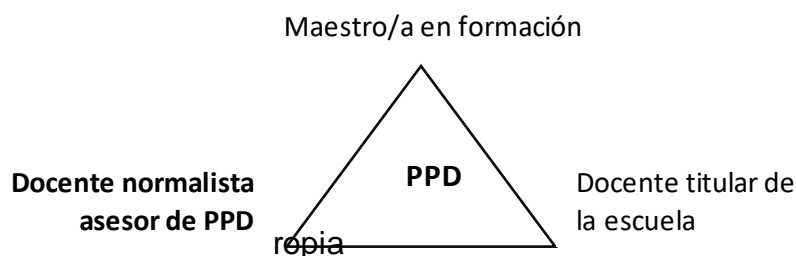 Maestro/a en formación
PPD
Docente normalista
asesor de PPD
Docente titular de
la escuela
ropia